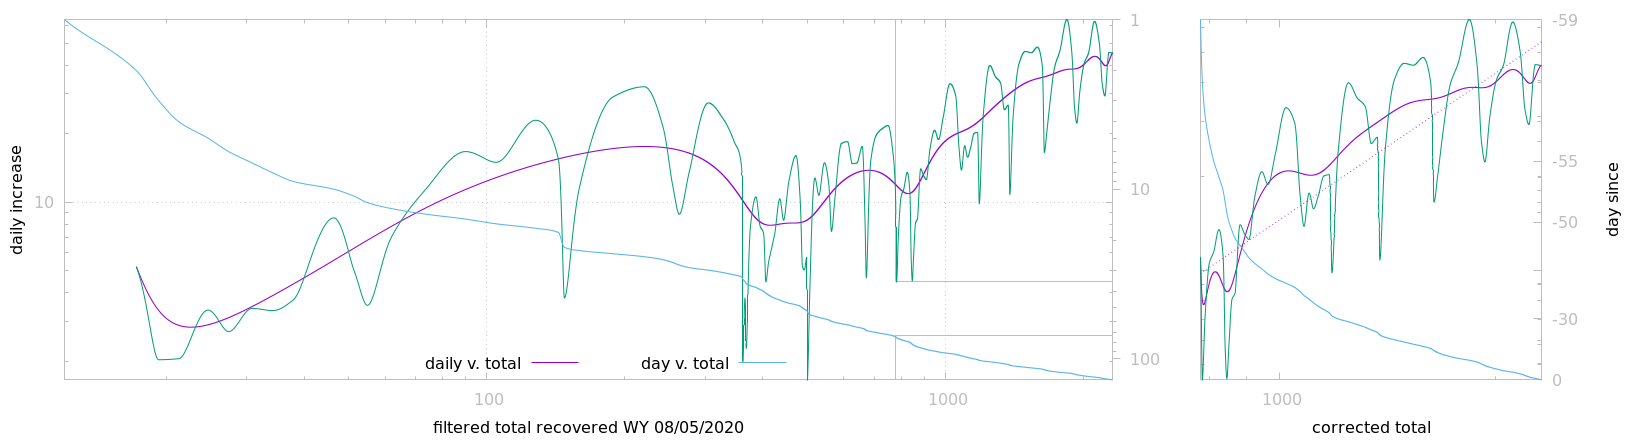 1
-59
daily increase
10
10
-55
-50
day since
-30
daily v. total
day v. total
100
0
100
1000
1000
filtered total recovered WY 08/05/2020
corrected total